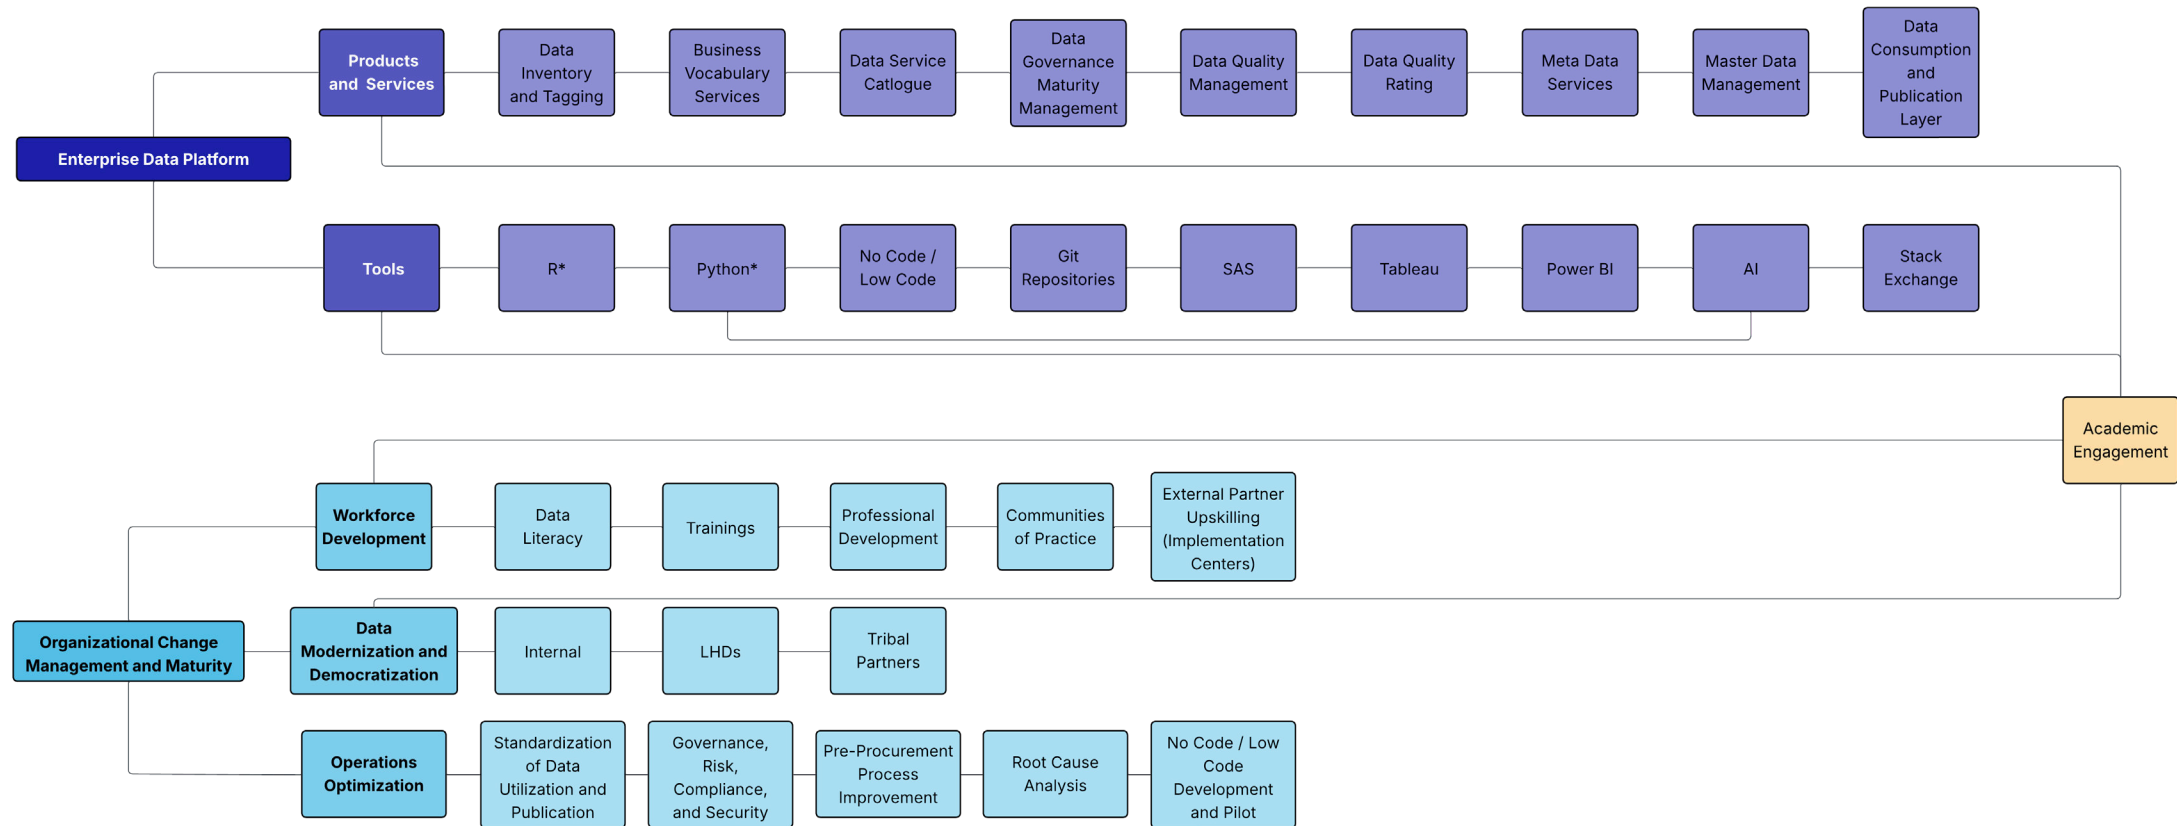 Products
and Services
Data
Inventory
and Tagging
Business
Vocabulary
Services
Data Service
Catlogue
Data
Governance
Maturity
Management
Data Quality
Management
Data Quality
Rating
Meta Data
Services
Master Data
Management
Data
Consumption
and
Publication
Layer
Enterprise Data Platform
Tools
R*
Python*
No Code /
Low Code
Git
Repositories
SAS
Tableau
Power BI
AI
Stack
Exchange
Academic
Engagement
Workforce
Development
Data
Literacy
Trainings
Professional
Development
Communities
of Practice
External Partner
Upskilling
(Implementation
Centers)
Organizational Change
Management and Maturity
Data
Modernization and
Democratization
Internal
LHDs
Tribal
Partners
Operations
Optimization
Standardization
of Data
Utilization and
Publication
Governance,
Risk,
Compliance,
and Security
Pre-Procurement
Process
Improvement
Root Cause
Analysis
No Code / Low
Code
Development
and Pilot